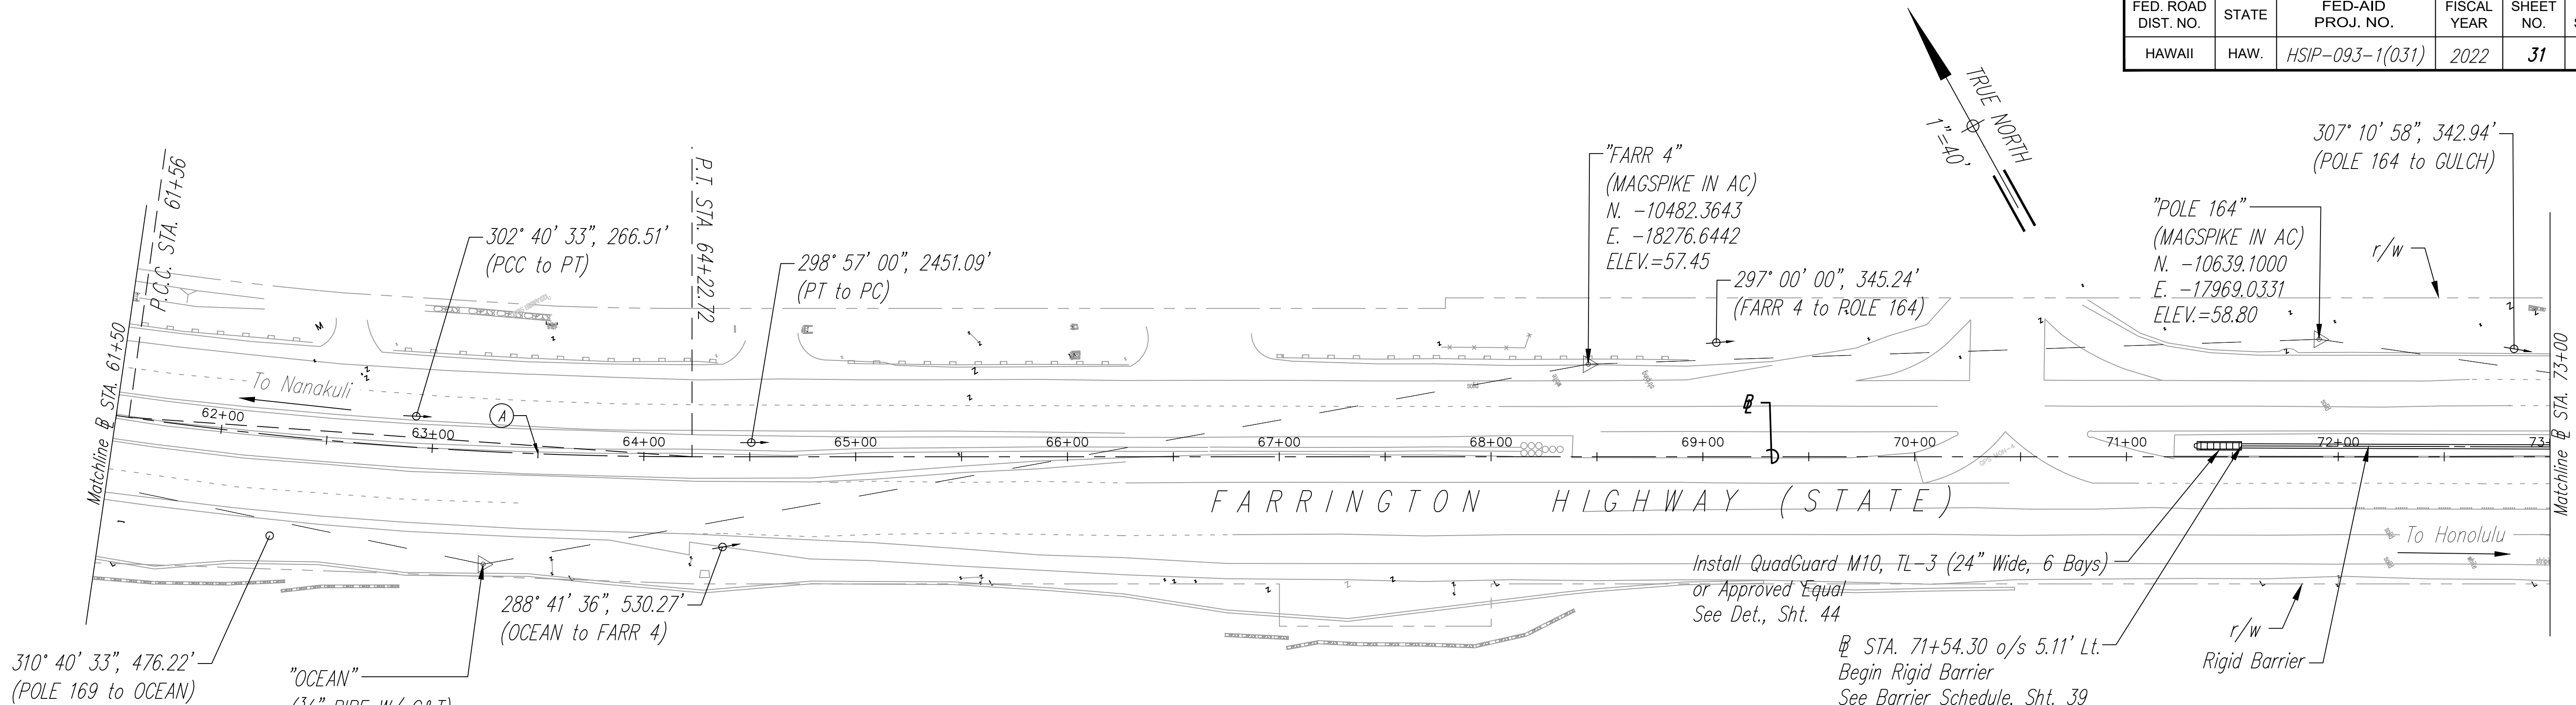 FED. ROAD DIST. NO.
STATE
FED-AID PROJ. NO.
FISCAL YEAR
SHEET NO.
HAWAII
HAW.
HSIP-093-1(031)
2022
31
TRUE NORTH
1"=40'
307° 10' 58", 342.94'
(POLE 164 to GULCH)
"FARR 4"
(MAGSPIKE IN AC)
N. -10482.3643
E. -18276.6442
ELEV.=57.45
"POLE 164"
(MAGSPIKE IN AC)
N. -10639.1000
E. -17969.0331
ELEV.=58.80
r/w
P.C.C. STA. 61+56
P.T. STA. 64+22.72
302° 40' 33", 266.51'
(PCC to PT)
298° 57' 00", 2451.09'
(PT to PC)
297° 00' 00", 345.24'
(FARR 4 to POLE 164)
Matchline ℄ STA. 61+50
To Nanakuli
A
62+00
63+00
64+00
65+00
66+00
67+00
68+00
69+00
70+00
71+00
72+00
GPS-MON-4
Matchline ℄ STA. 73+00
FARRINGTON HIGHWAY (STATE)
To Honolulu
Install QuadGuard M10, TL-3 (24" Wide, 6 Bays)
or Approved Equal
See Det., Sht. 44
288° 41' 36", 530.27'
(OCEAN to FARR 4)
310° 40' 33", 476.22'
(POLE 169 to OCEAN)
"OCEAN"
STA. 71+54.30 o/s 5.11' Lt.
Begin Rigid Barrier
See Barrier Schedule, Sht. 39
r/w
Rigid Barrier